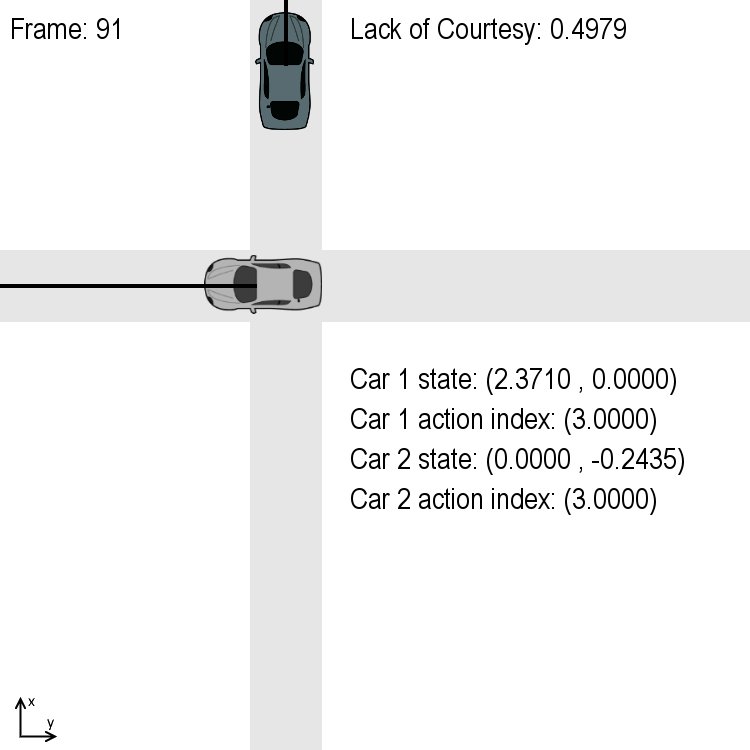 Frame: 91
Lack of Courtesy: 0.4979
Car 1 state: (2.3710 , 0.0000)
Car 1 action index: (3.0000)
Car 2 state: (0.0000 , -0.2435)
Car 2 action index: (3.0000)
x
y